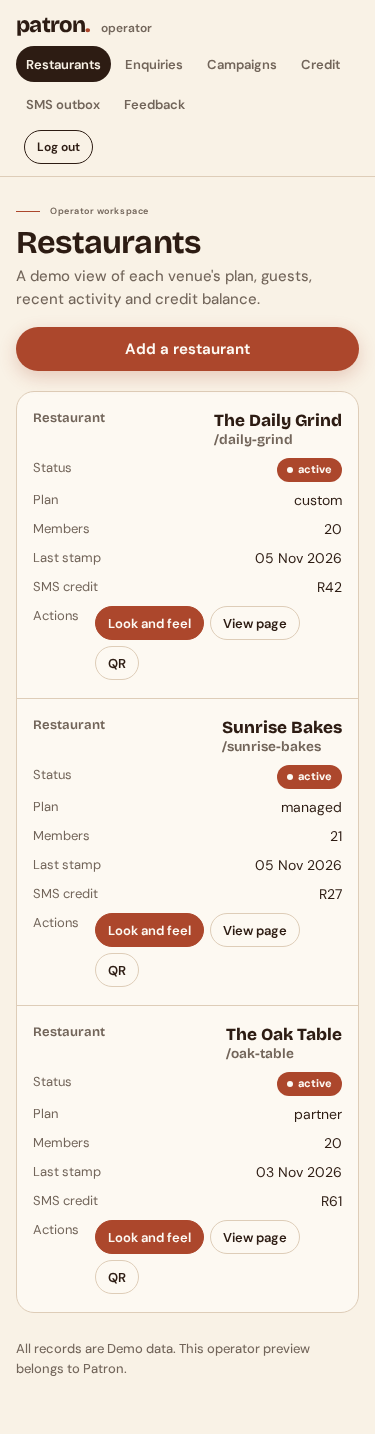 patron. operator
Restaurants Enquiries Campaigns Credit
SMS outbox Feedback
Log out
Operator workspace
Restaurants
A demo view of each venue's plan, guests,
recent activity and credit balance.
Add a restaurant
Restaurant The Daily Grind
/daily-grind
Status active
Plan custom
Members 20
Last stamp 05 Nov 2026
SMS credit R42
Actions Look and feel View page
QR
Restaurant Sunrise Bakes
/sunrise-bakes
Status active
Plan managed
Members 21
Last stamp 05 Nov 2026
SMS credit R27
Actions Look and feel View page
QR
Restaurant The Oak Table
/oak-table
Status active
Plan partner
Members 20
Last stamp 03 Nov 2026
SMS credit R61
Actions Look and feel View page
QR
All records are Demo data. This operator preview
belongs to Patron.